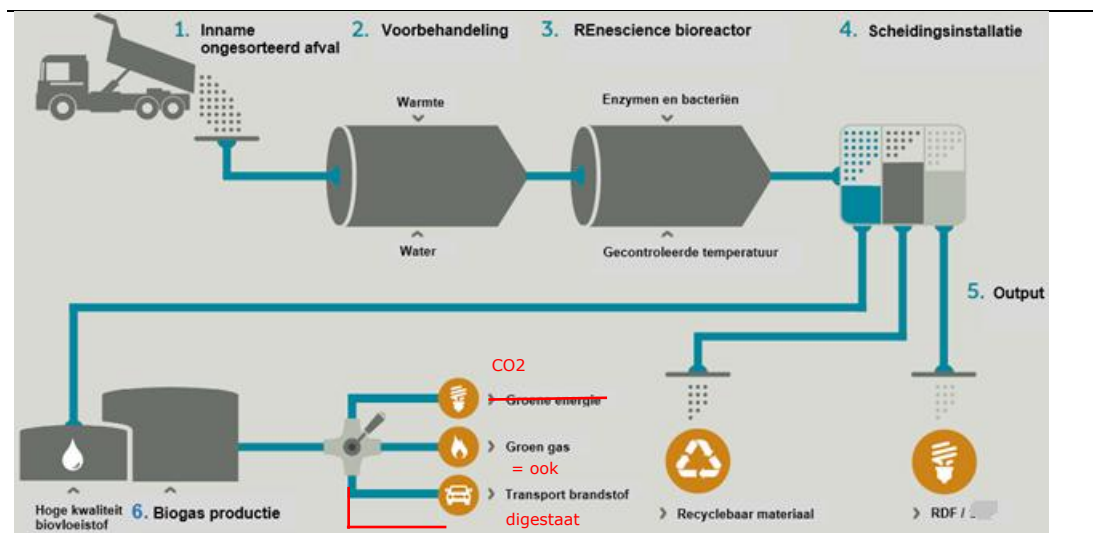 1. Inname
ongesorteerd afval
2. Voorbehandeling
3. REnescience bioreactor
4. Scheidingsinstallatie
Warmte
Enzymen en bacteriën
Water
Gecontroleerde temperatuur
5. Output
CO2
Groene energie
Groen gas
= ook
Transport brandstof
digestaat
Hoge kwaliteit
biovloeistof
6. Biogas productie
Recyclebaar materiaal
RDF /